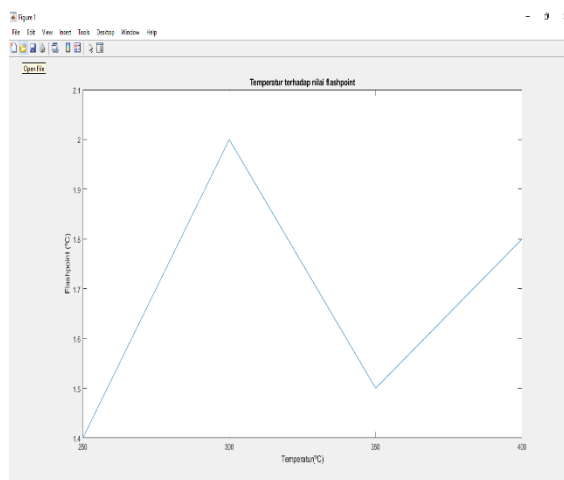 Figure 1
File Edit View Insert Tools Desktop Window Help
Open File
Temperatur terhadap nilai flashpoint
2.1
2
1.9
1.8
1.7
1.6
1.5
1.4
Flashpoint (°C)
250 300 350 400
Temperatur(°C)